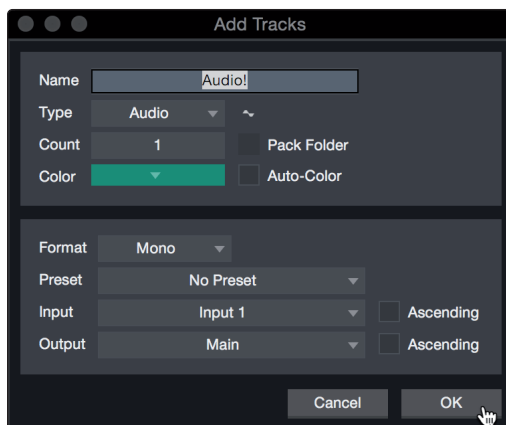 Add Tracks
Name Audio!
Type Audio
Count 1 Pack Folder
Color Auto-Color
Format Mono
Preset No Preset
Input Input 1 Ascending
Output Main Ascending
Cancel OK